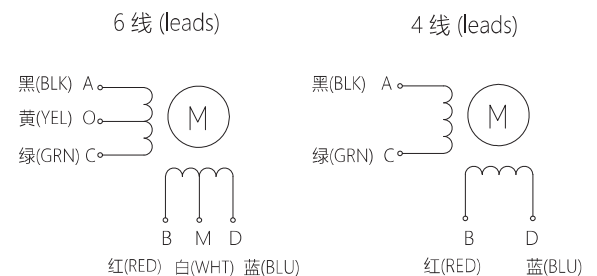 6 线 (leads)
黑(BLK) A
黄(YEL) O
绿(GRN) C
M
B M D
红(RED) 白(WHT) 蓝(BLU)
4 线 (leads)
黑(BLK) A
绿(GRN) C
M
B D
红(RED) 蓝(BLU)